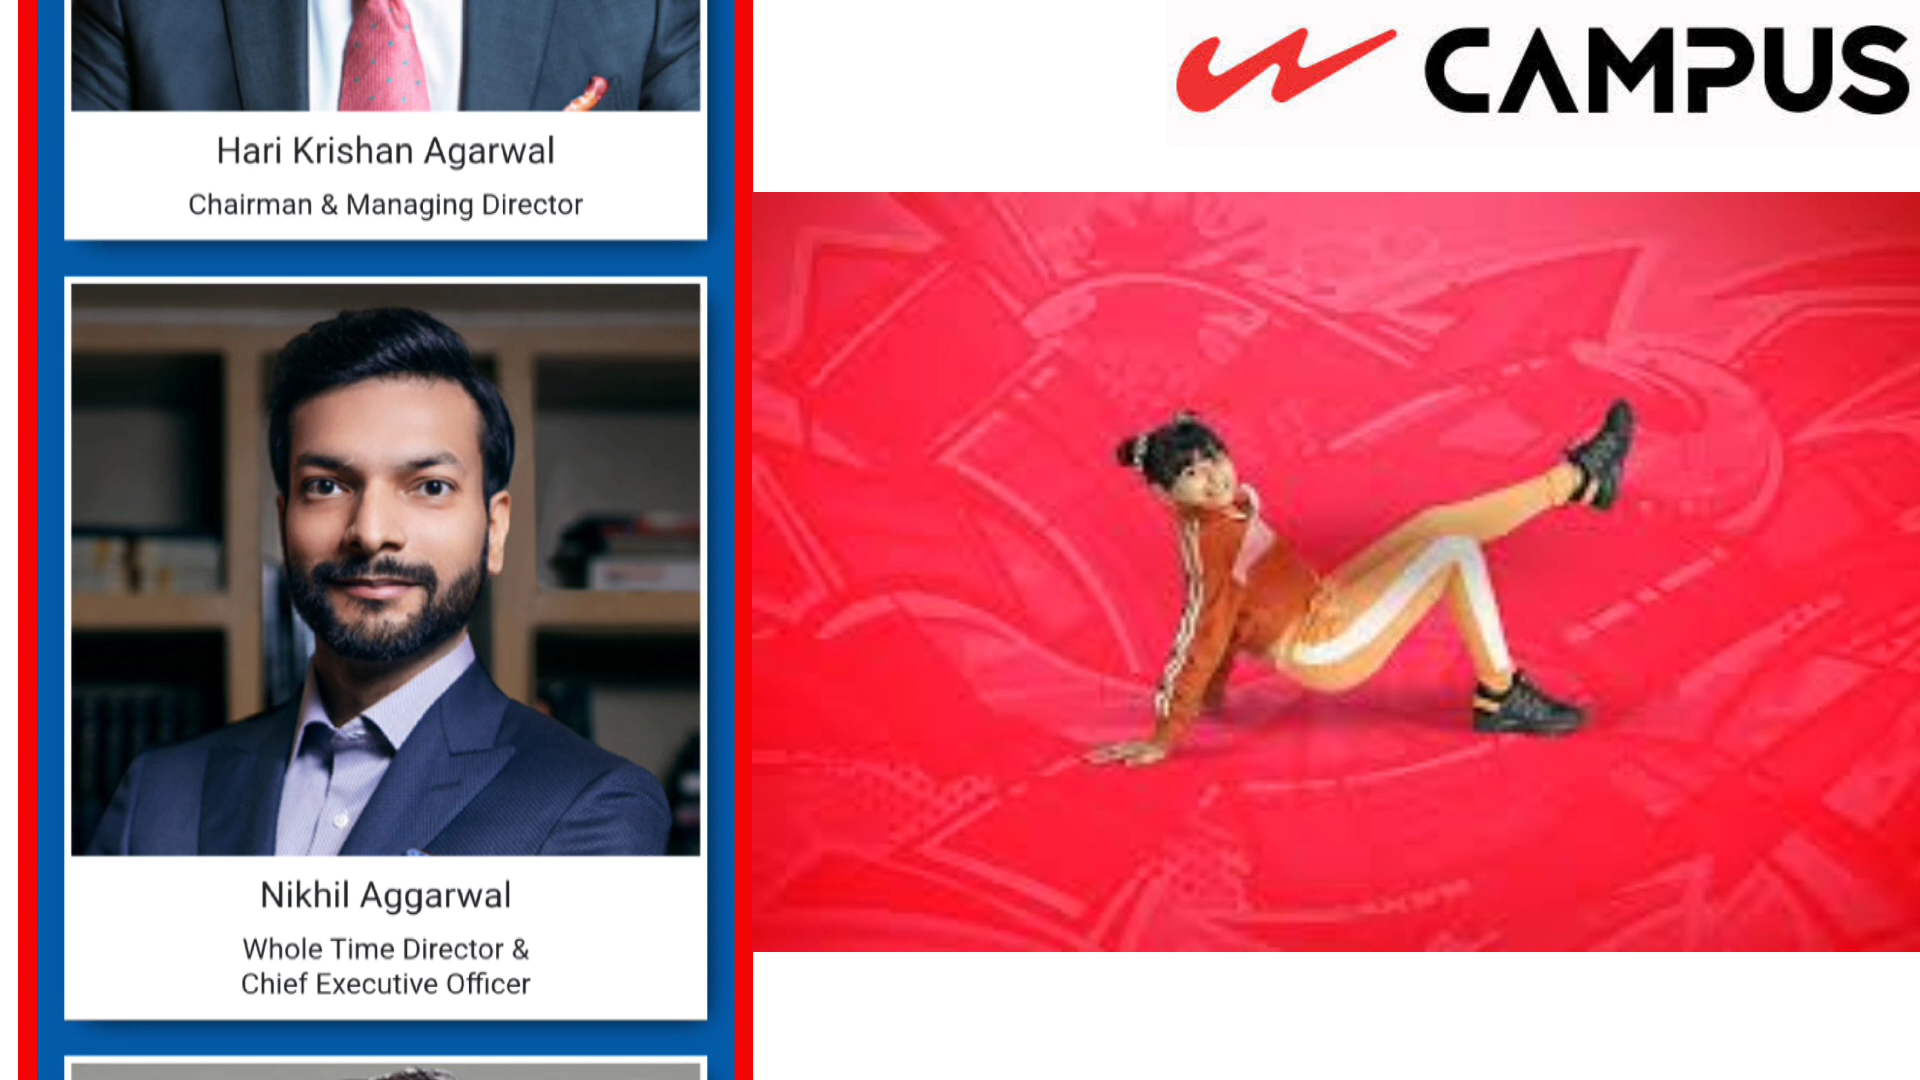 Hari Krishan Agarwal
Chairman & Managing Director
Nikhil Aggarwal
Whole Time Director &
Chief Executive Officer
CAMPUS